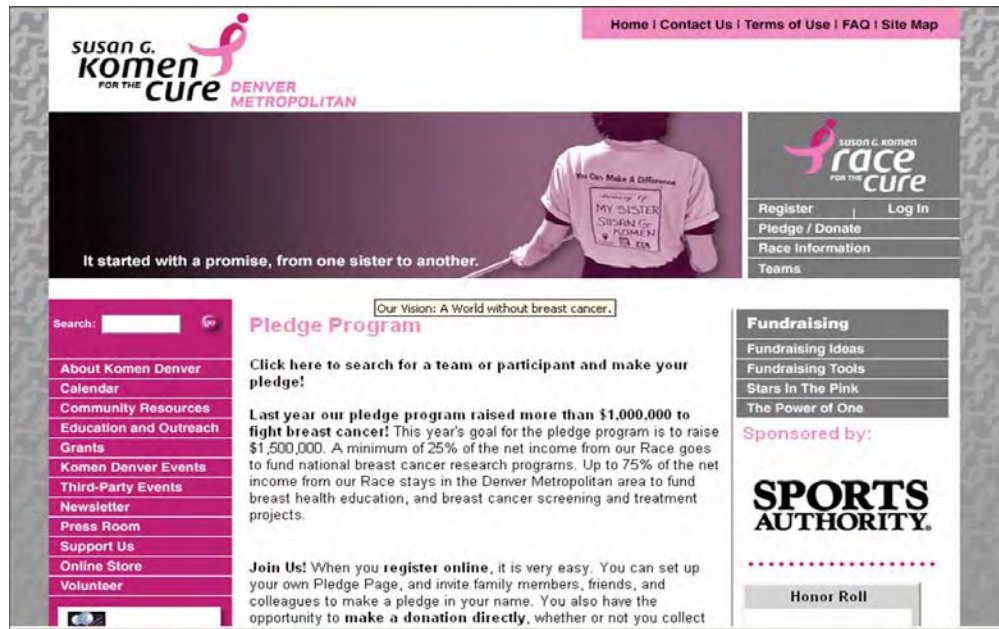 Home | Contact Us | Terms of Use | FAQ | Site Map
susan G.
Komen
FOR THE cure
DENVER
METROPOLITAN
You Can Make A Difference
MY SISTER
SUSAN G
KOMEN
It started with a promise, from one sister to another.
SUSAN G. KOMEN
race
FOR THE cure
Register | Log In
Pledge / Donate
Race Information
Teams
Our Vision: A World without breast cancer.
Search:
About Komen Denver
Calendar
Community Resources
Education and Outreach
Grants
Komen Denver Events
Third-Party Events
Newsletter
Press Room
Support Us
Online Store
Volunteer
Pledge Program
Click here to search for a team or participant and make your
pledge!
Last year our pledge program raised more than $1,000,000 to
fight breast cancer! This year's goal for the pledge program is to raise
$1,500,000. A minimum of 25% of the net income from our Race goes
to fund national breast cancer research programs. Up to 75% of the net
income from our Race stays in the Denver Metropolitan area to fund
breast health education, and breast cancer screening and treatment
projects.
Join Us! When you register online, it is very easy. You can set up
your own Pledge Page, and invite family members, friends, and
colleagues to make a pledge in your name. You also have the
opportunity to make a donation directly, whether or not you collect
Fundraising
Fundraising Ideas
Fundraising Tools
Stars In The Pink
The Power of One
Sponsored by:
SPORTS
AUTHORITY.
Honor Roll